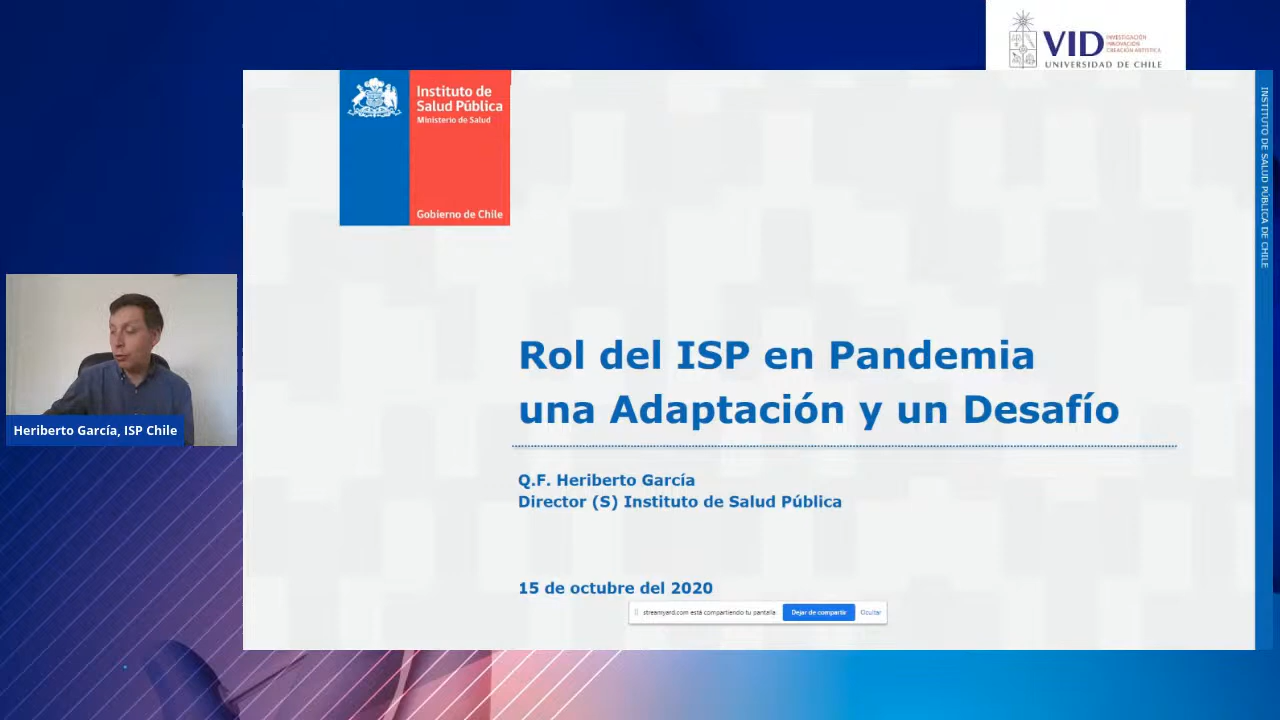 VID
INVESTIGACIÓN
INNOVACIÓN
CREACIÓN ARTÍSTICA
UNIVERSIDAD DE CHILE
Instituto de
Salud Pública
Ministerio de Salud
Gobierno de Chile
INSTITUTO DE SALUD PÚBLICA DE CHILE
Rol del ISP en Pandemia
una Adaptación y un Desafío
Heriberto García, ISP Chile
Q.F. Heriberto García
Director (S) Instituto de Salud Pública
15 de octubre del 2020
streamyard.com está compartiendo tu pantalla. Dejar de compartir Ocultar